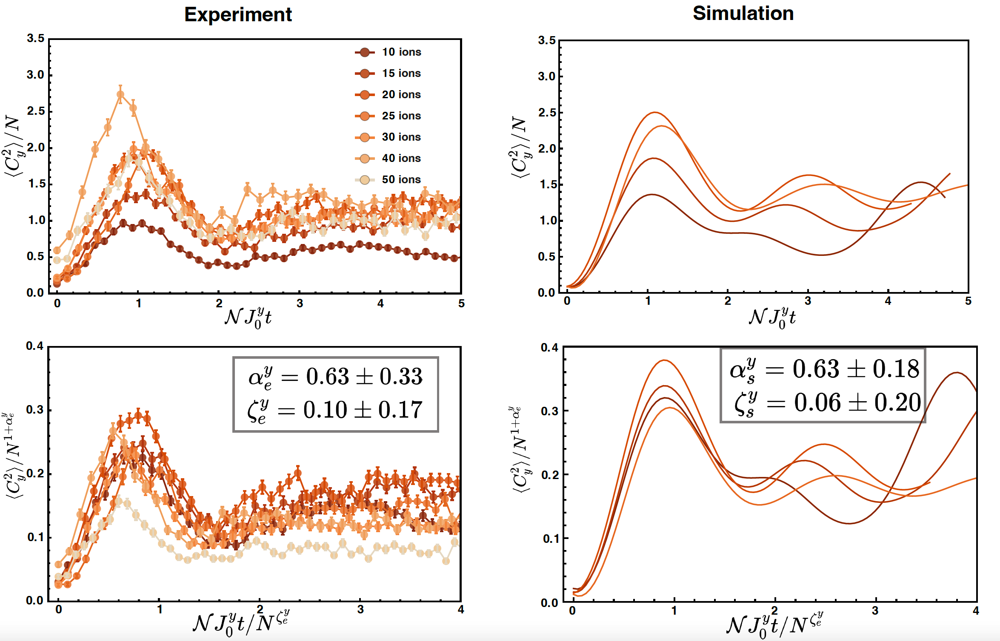 Experiment
3.5
3.0
2.5
2.0
1.5
1.0
0.5
0.0
⟨C_y^2⟩/N
10 ions
15 ions
20 ions
25 ions
30 ions
40 ions
50 ions
0 1 2 3 4 5
𝒩J_0^y t
Simulation
3.5
3.0
2.5
2.0
1.5
1.0
0.5
0.0
⟨C_y^2⟩/N
0 1 2 3 4 5
𝒩J_0^y t
0.4
0.3
0.2
0.1
0.0
⟨C_y^2⟩/N^{1+α_e^y}
α_e^y = 0.63 ± 0.33
ζ_e^y = 0.10 ± 0.17
0 1 2 3 4
𝒩J_0^y t/N^{ζ_e^y}
0.4
0.3
0.2
0.1
0.0
⟨C_y^2⟩/N^{1+α_e^y}
α_s^y = 0.63 ± 0.18
ζ_s^y = 0.06 ± 0.20
0 1 2 3 4
𝒩J_0^y t/N^{ζ_e^y}